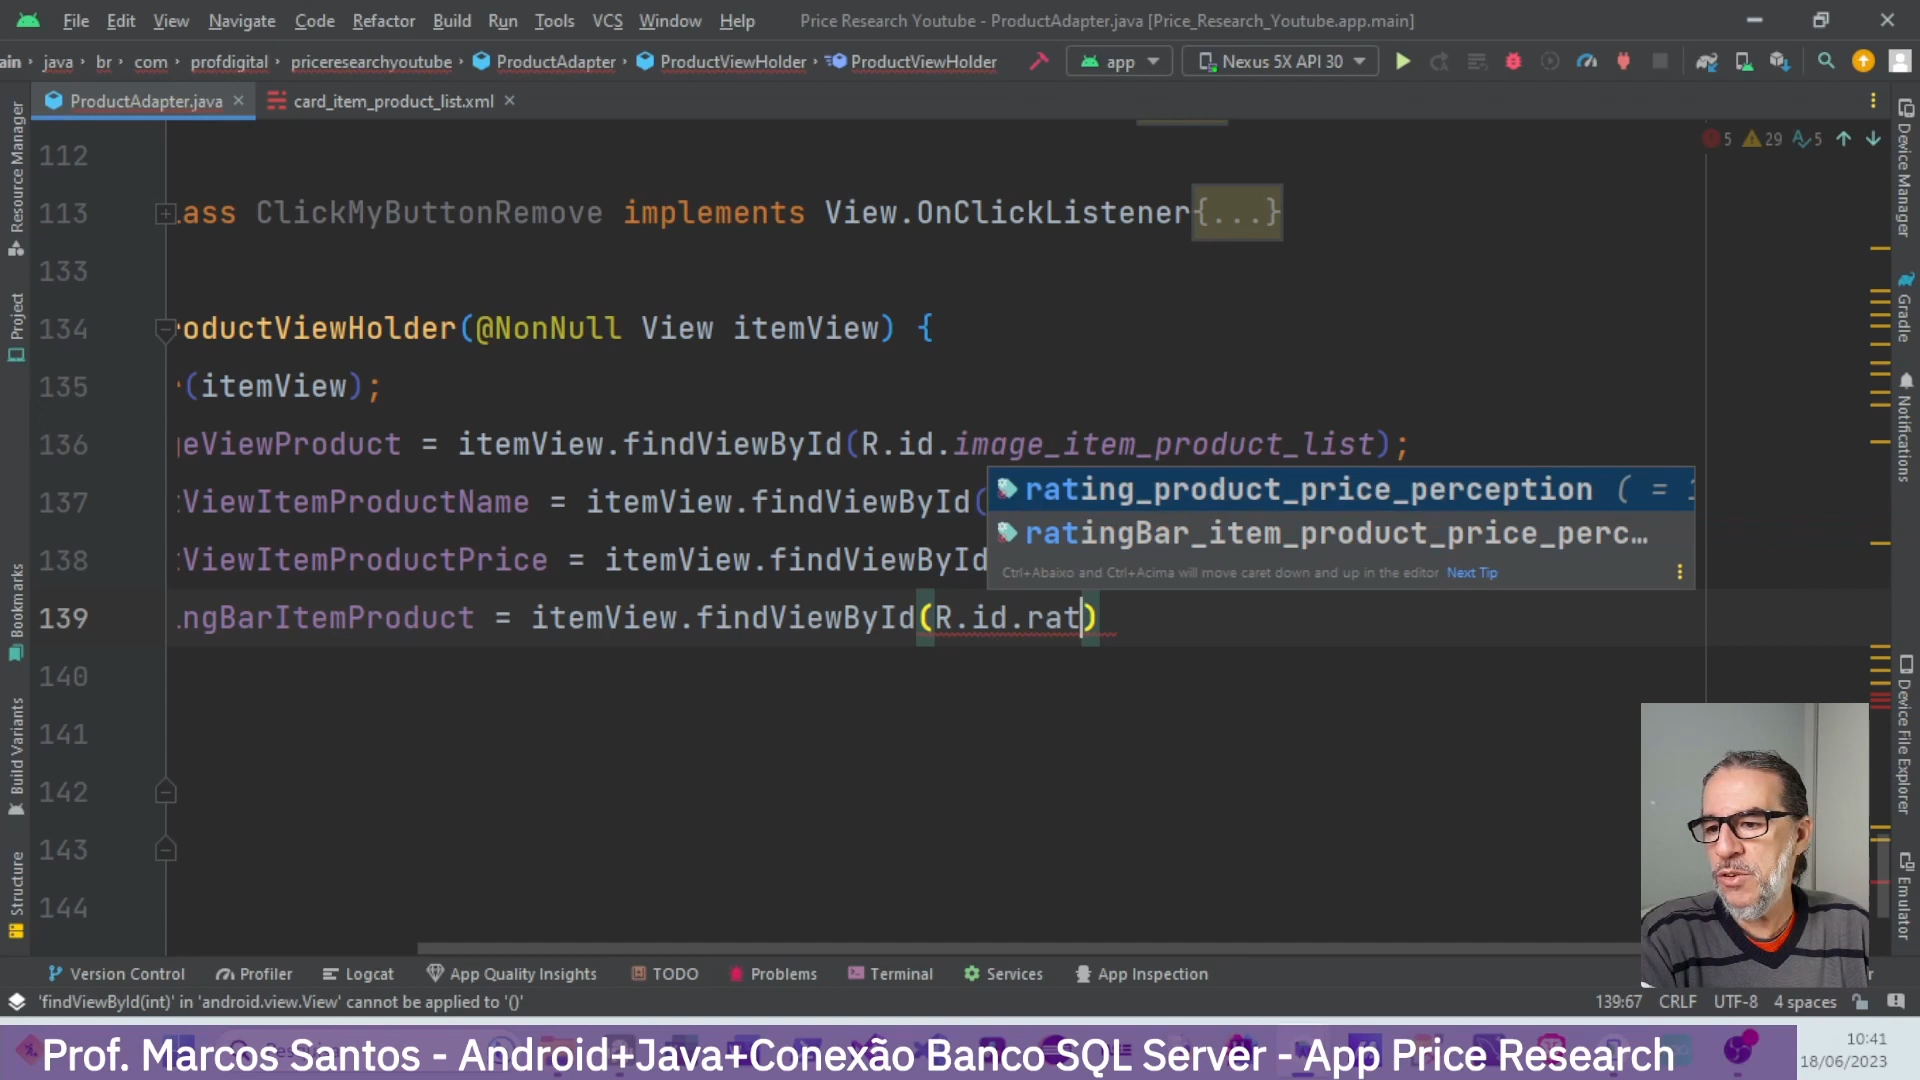 File Edit View Navigate Code Refactor Build Run Tools VCS Window Help Price Research Youtube - ProductAdapter.java [Price_Research_Youtube.app.main]
ain java br com profdigital priceresearchyoutube ProductAdapter ProductViewHolder ProductViewHolder app Nexus 5X API 30
ProductAdapter.java card_item_product_list.xml
5 29 5
112
113 .ass ClickMyButtonRemove implements View.OnClickListener{...}
133
134 oductViewHolder(@NonNull View itemView) {
135 (itemView);
136 eViewProduct = itemView.findViewById(R.id.image_item_product_list);
rating_product_price_perception ( =
137 ViewItemProductName = itemView.findViewById(
ratingBar_item_product_price_perc…
138 ViewItemProductPrice = itemView.findViewById
Ctrl+Abaixo and Ctrl+Acima will move caret down and up in the editor Next Tip
139 ngBarItemProduct = itemView.findViewById(R.id.rat)
140
141
142
143
144
Resource Manager
Project
Bookmarks
Build Variants
Structure
Device Manager
Gradle
Notifications
Device File Explorer
Emulator
Version Control Profiler Logcat App Quality Insights TODO Problems Terminal Services App Inspection
'findViewById(int)' in 'android.view.View' cannot be applied to '()' 139:67 CRLF UTF-8 4 spaces
Prof. Marcos Santos - Android+Java+Conexão Banco SQL Server - App Price Research
10:41
18/06/2023